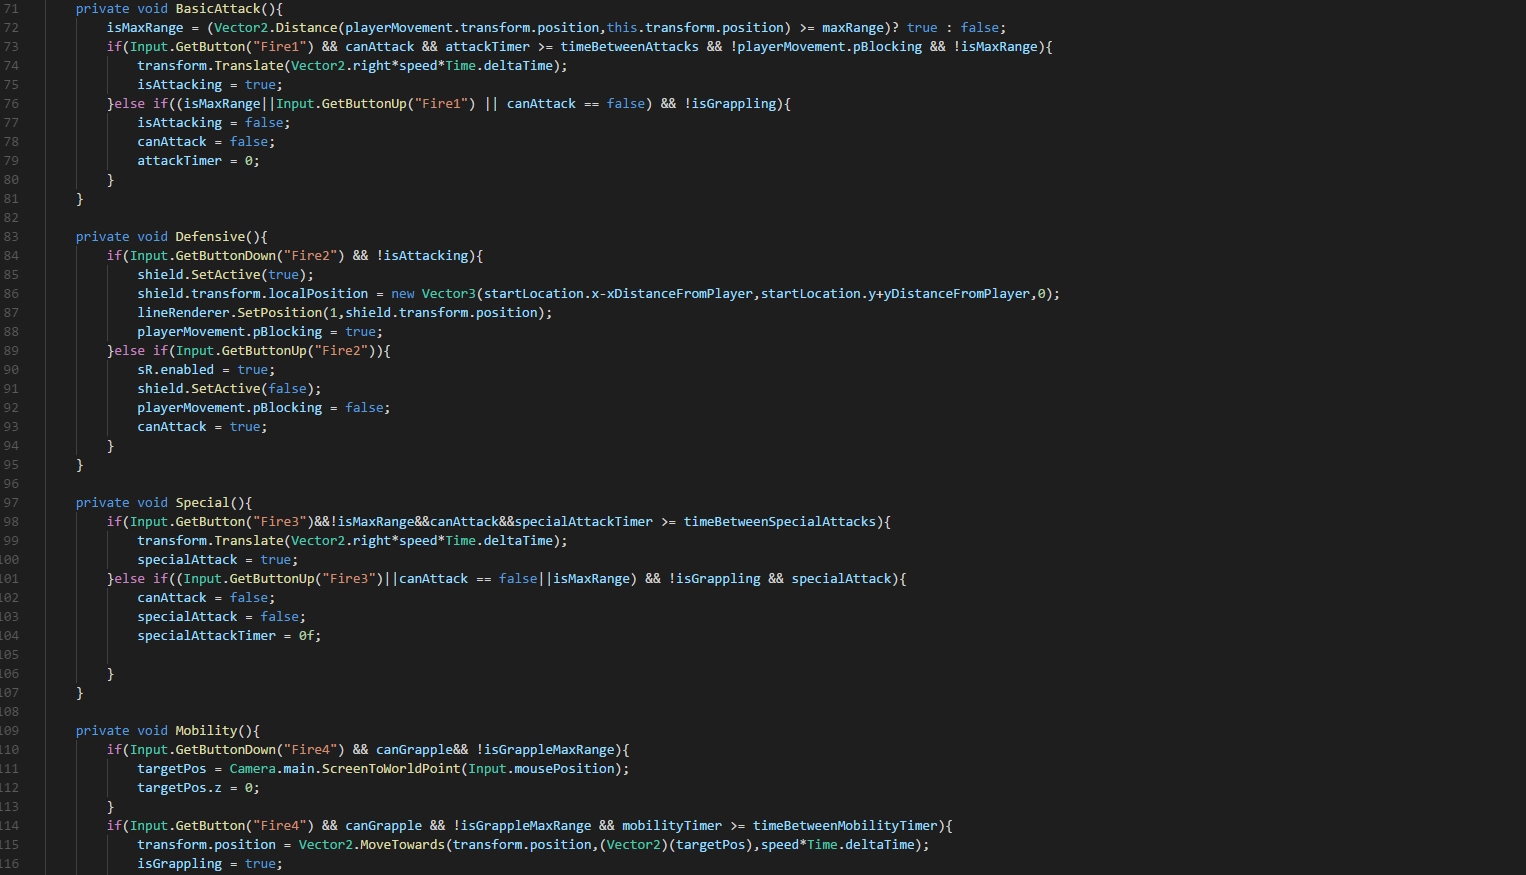 71 private void BasicAttack(){
72 isMaxRange = (Vector2.Distance(playerMovement.transform.position,this.transform.position) >= maxRange)? true : false;
73 if(Input.GetButton("Fire1") && canAttack && attackTimer >= timeBetweenAttacks && !playerMovement.pBlocking && !isMaxRange){
74 transform.Translate(Vector2.right*speed*Time.deltaTime);
75 isAttacking = true;
76 }else if((isMaxRange||Input.GetButtonUp("Fire1") || canAttack == false) && !isGrappling){
77 isAttacking = false;
78 canAttack = false;
79 attackTimer = 0;
80 }
81 }
82
83 private void Defensive(){
84 if(Input.GetButtonDown("Fire2") && !isAttacking){
85 shield.SetActive(true);
86 shield.transform.localPosition = new Vector3(startLocation.x-xDistanceFromPlayer,startLocation.y+yDistanceFromPlayer,0);
87 lineRenderer.SetPosition(1,shield.transform.position);
88 playerMovement.pBlocking = true;
89 }else if(Input.GetButtonUp("Fire2")){
90 sR.enabled = true;
91 shield.SetActive(false);
92 playerMovement.pBlocking = false;
93 canAttack = true;
94 }
95 }
96
97 private void Special(){
98 if(Input.GetButton("Fire3")&&!isMaxRange&&canAttack&&specialAttackTimer >= timeBetweenSpecialAttacks){
99 transform.Translate(Vector2.right*speed*Time.deltaTime);
100 specialAttack = true;
101 }else if((Input.GetButtonUp("Fire3")||canAttack == false||isMaxRange) && !isGrappling && specialAttack){
102 canAttack = false;
103 specialAttack = false;
104 specialAttackTimer = 0f;
105
106 }
107 }
108
109 private void Mobility(){
110 if(Input.GetButtonDown("Fire4") && canGrapple&& !isGrappleMaxRange){
111 targetPos = Camera.main.ScreenToWorldPoint(Input.mousePosition);
112 targetPos.z = 0;
113 }
114 if(Input.GetButton("Fire4") && canGrapple && !isGrappleMaxRange && mobilityTimer >= timeBetweenMobilityTimer){
115 transform.position = Vector2.MoveTowards(transform.position,(Vector2)(targetPos),speed*Time.deltaTime);
116 isGrappling = true;